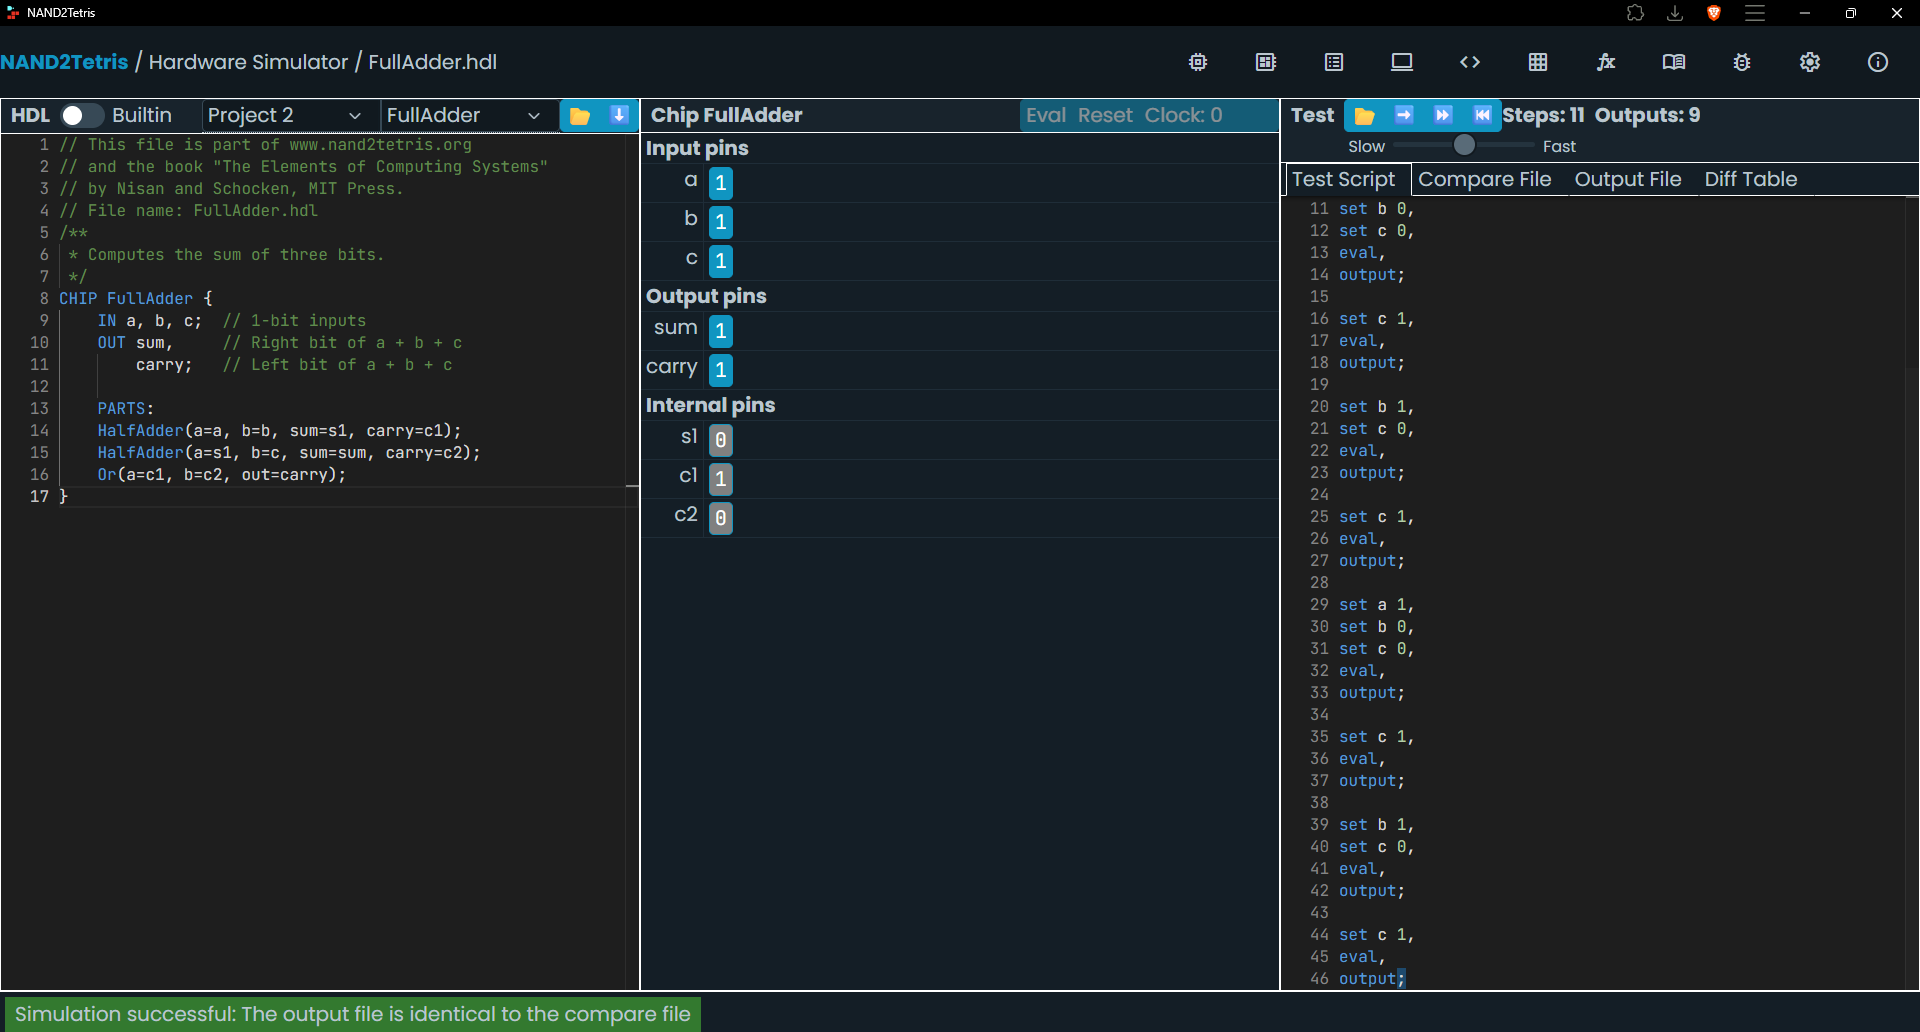 NAND2Tetris
NAND2Tetris / Hardware Simulator / FullAdder.hdl
HDL Builtin Project 2 FullAdder
1 // This file is part of www.nand2tetris.org
2 // and the book "The Elements of Computing Systems"
3 // by Nisan and Schocken, MIT Press.
4 // File name: FullAdder.hdl
5 /**
6 * Computes the sum of three bits.
7 */
8 CHIP FullAdder {
9 IN a, b, c; // 1-bit inputs
10 OUT sum, // Right bit of a + b + c
11 carry; // Left bit of a + b + c
12
13 PARTS:
14 HalfAdder(a=a, b=b, sum=s1, carry=c1);
15 HalfAdder(a=s1, b=c, sum=sum, carry=c2);
16 Or(a=c1, b=c2, out=carry);
17 }
Chip FullAdder Eval Reset Clock: 0
Input pins
a 1
b 1
c 1
Output pins
sum 1
carry 1
Internal pins
s1 0
c1 1
c2 0
Test Steps: 11 Outputs: 9
Slow Fast
Test Script Compare File Output File Diff Table
11 set b 0,
12 set c 0,
13 eval,
14 output;
15
16 set c 1,
17 eval,
18 output;
19
20 set b 1,
21 set c 0,
22 eval,
23 output;
24
25 set c 1,
26 eval,
27 output;
28
29 set a 1,
30 set b 0,
31 set c 0,
32 eval,
33 output;
34
35 set c 1,
36 eval,
37 output;
38
39 set b 1,
40 set c 0,
41 eval,
42 output;
43
44 set c 1,
45 eval,
46 output;
Simulation successful: The output file is identical to the compare file